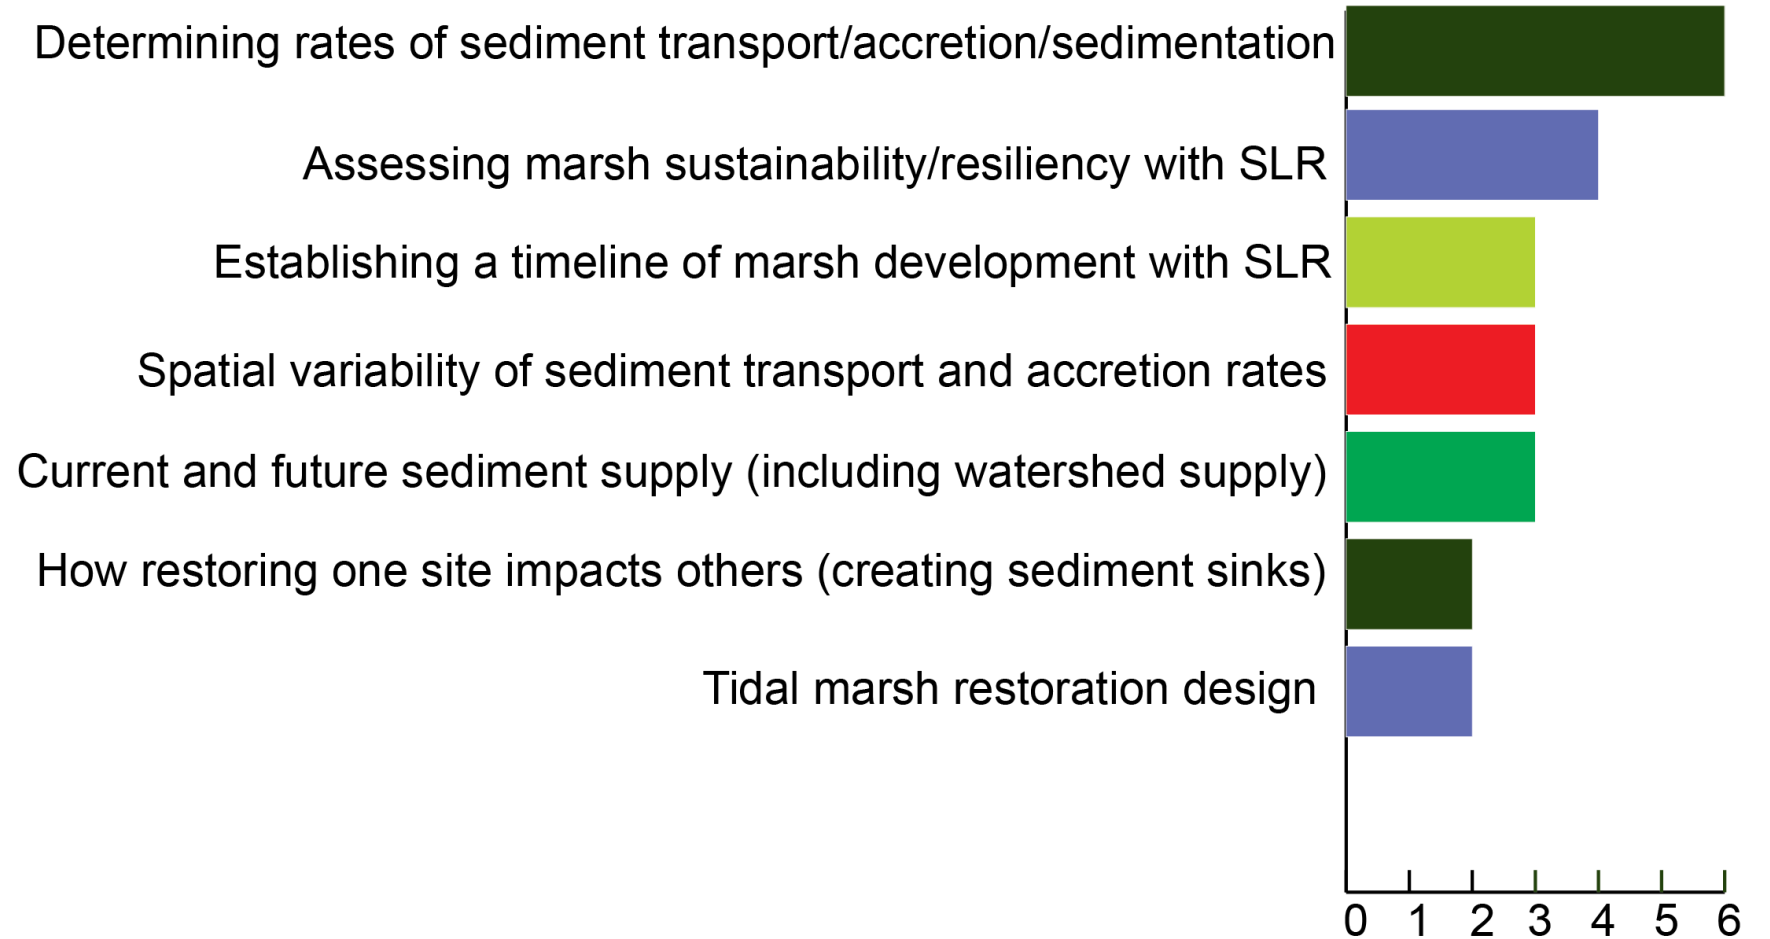 Determining rates of sediment transport/accretion/sedimentation
Assessing marsh sustainability/resiliency with SLR
Establishing a timeline of marsh development with SLR
Spatial variability of sediment transport and accretion rates
Current and future sediment supply (including watershed supply)
How restoring one site impacts others (creating sediment sinks)
Tidal marsh restoration design
0 1 2 3 4 5 6